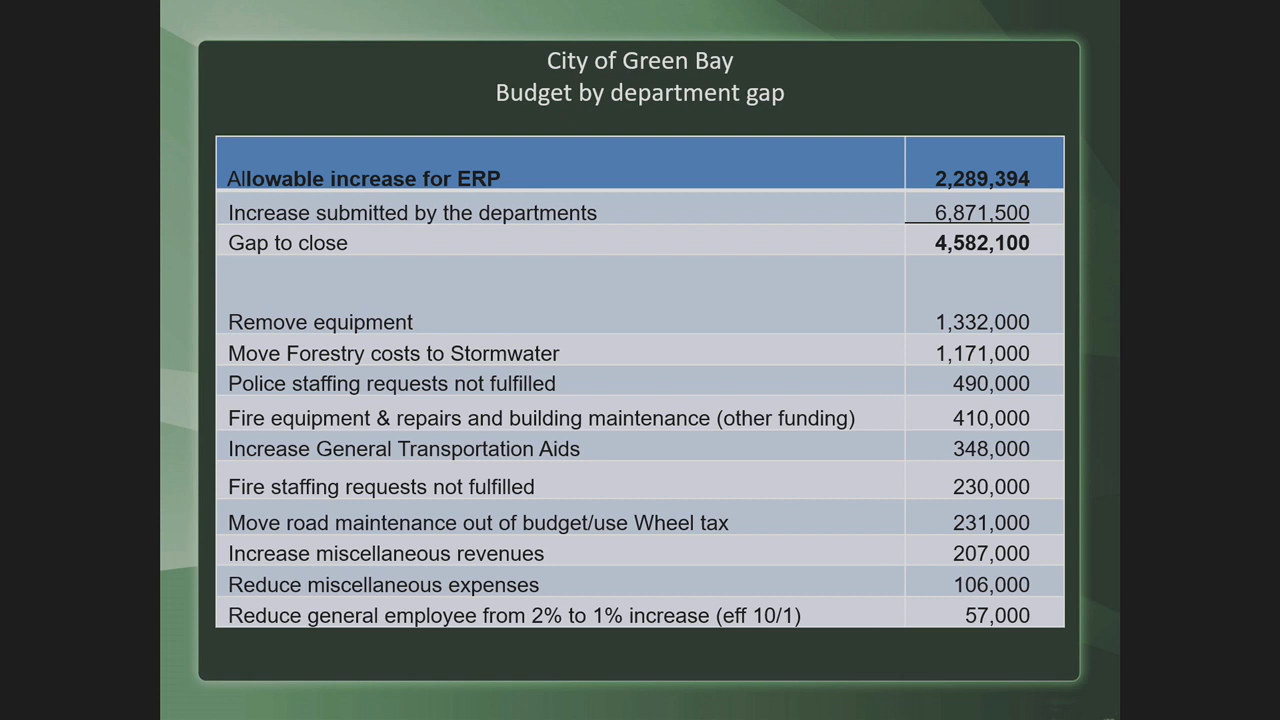 City of Green Bay
Budget by department gap
Allowable increase for ERP 2,289,394
Increase submitted by the departments 6,871,500
Gap to close 4,582,100
Remove equipment 1,332,000
Move Forestry costs to Stormwater 1,171,000
Police staffing requests not fulfilled 490,000
Fire equipment & repairs and building maintenance (other funding) 410,000
Increase General Transportation Aids 348,000
Fire staffing requests not fulfilled 230,000
Move road maintenance out of budget/use Wheel tax 231,000
Increase miscellaneous revenues 207,000
Reduce miscellaneous expenses 106,000
Reduce general employee from 2% to 1% increase (eff 10/1) 57,000